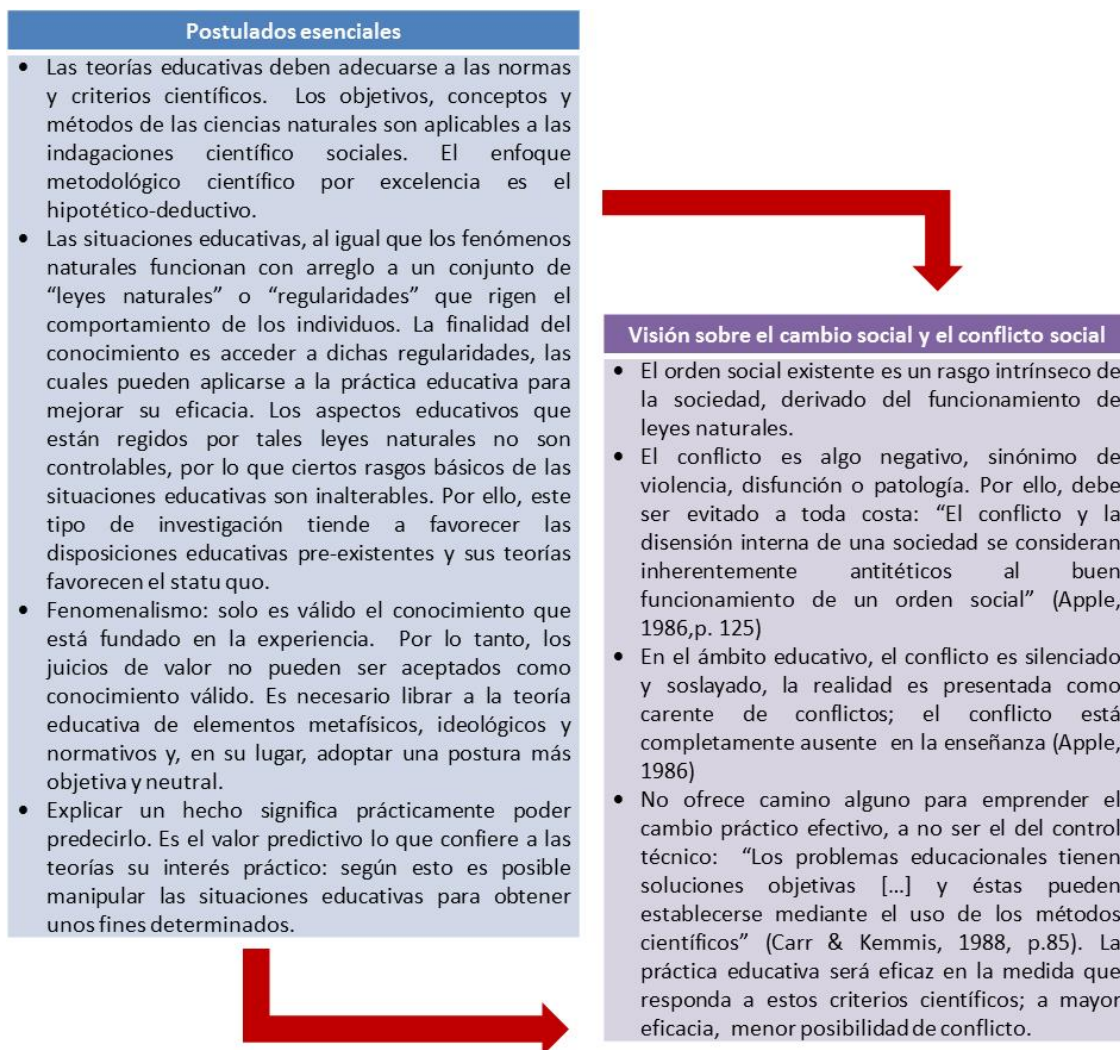 Postulados esenciales
• Las teorías educativas deben adecuarse a las normas
y criterios científicos. Los objetivos, conceptos y
métodos de las ciencias naturales son aplicables a las
indagaciones científico sociales. El enfoque
metodológico científico por excelencia es el
hipotético-deductivo.
• Las situaciones educativas, al igual que los fenómenos
naturales funcionan con arreglo a un conjunto de
“leyes naturales” o “regularidades” que rigen el
comportamiento de los individuos. La finalidad del
conocimiento es acceder a dichas regularidades, las
cuales pueden aplicarse a la práctica educativa para
mejorar su eficacia. Los aspectos educativos que
están regidos por tales leyes naturales no son
controlables, por lo que ciertos rasgos básicos de las
situaciones educativas son inalterables. Por ello, este
tipo de investigación tiende a favorecer las
disposiciones educativas pre-existentes y sus teorías
favorecen el statu quo.
• Fenomenalismo: solo es válido el conocimiento que
está fundado en la experiencia. Por lo tanto, los
juicios de valor no pueden ser aceptados como
conocimiento válido. Es necesario librar a la teoría
educativa de elementos metafísicos, ideológicos y
normativos y, en su lugar, adoptar una postura más
objetiva y neutral.
• Explicar un hecho significa prácticamente poder
predecirlo. Es el valor predictivo lo que confiere a las
teorías su interés práctico: según esto es posible
manipular las situaciones educativas para obtener
unos fines determinados.
Visión sobre el cambio social y el conflicto social
• El orden social existente es un rasgo intrínseco de
la sociedad, derivado del funcionamiento de
leyes naturales.
• El conflicto es algo negativo, sinónimo de
violencia, disfunción o patología. Por ello, debe
ser evitado a toda costa: “El conflicto y la
disensión interna de una sociedad se consideran
inherentemente antitéticos al buen
funcionamiento de un orden social” (Apple,
1986,p. 125)
• En el ámbito educativo, el conflicto es silenciado
y soslayado, la realidad es presentada como
carente de conflictos; el conflicto está
completamente ausente en la enseñanza (Apple,
1986)
• No ofrece camino alguno para emprender el
cambio práctico efectivo, a no ser el del control
técnico: “Los problemas educacionales tienen
soluciones objetivas […] y éstas pueden
establecerse mediante el uso de los métodos
científicos” (Carr & Kemmis, 1988, p.85). La
práctica educativa será eficaz en la medida que
responda a estos criterios científicos; a mayor
eficacia, menor posibilidad de conflicto.